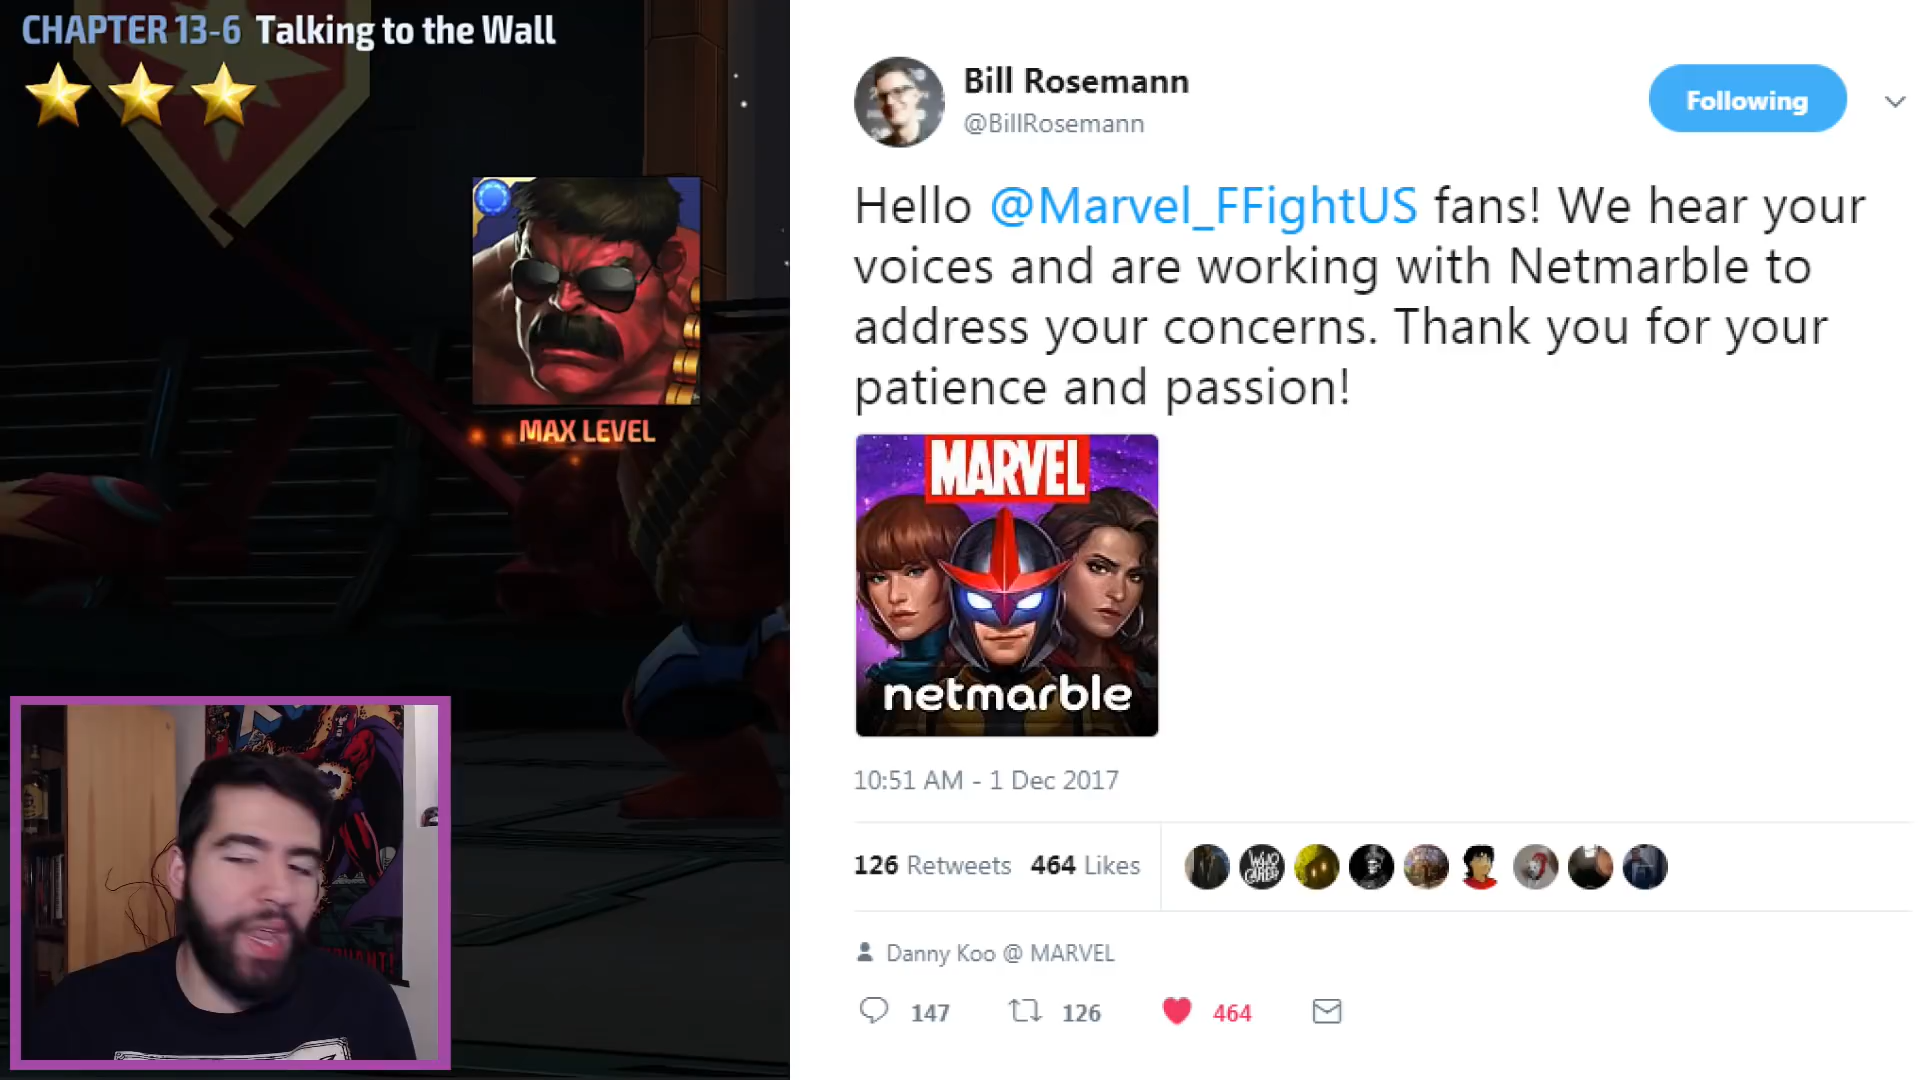 CHAPTER 13-6 Talking to the Wall
MAX LEVEL
Bill Rosemann
@BillRosemann
Following
Hello @Marvel_FFightUS fans! We hear your
voices and are working with Netmarble to
address your concerns. Thank you for your
patience and passion!
MARVEL
netmarble
10:51 AM - 1 Dec 2017
126 Retweets 464 Likes
WHO CARES
Danny Koo @ MARVEL
147 126 464